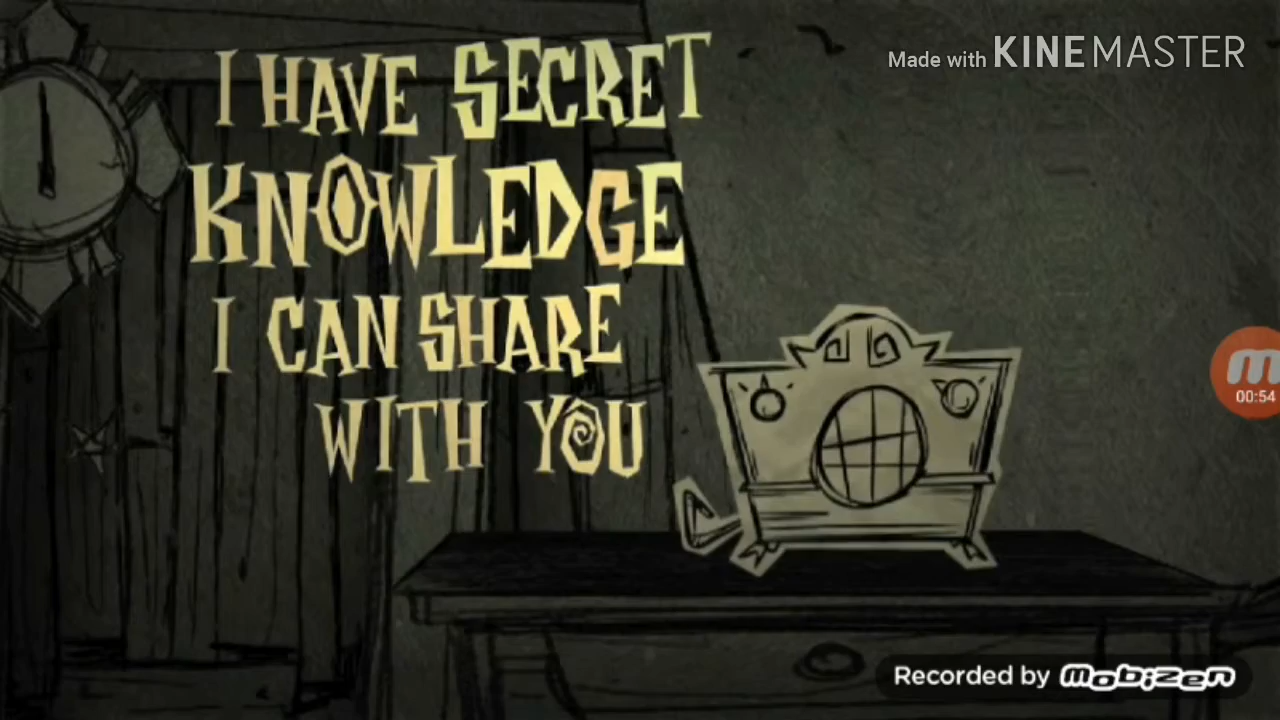 Made with KINEMASTER
I HAVE SECRET
KNOWLEDGE
I CAN SHARE
WITH YOU
00:54
Recorded by mobizen